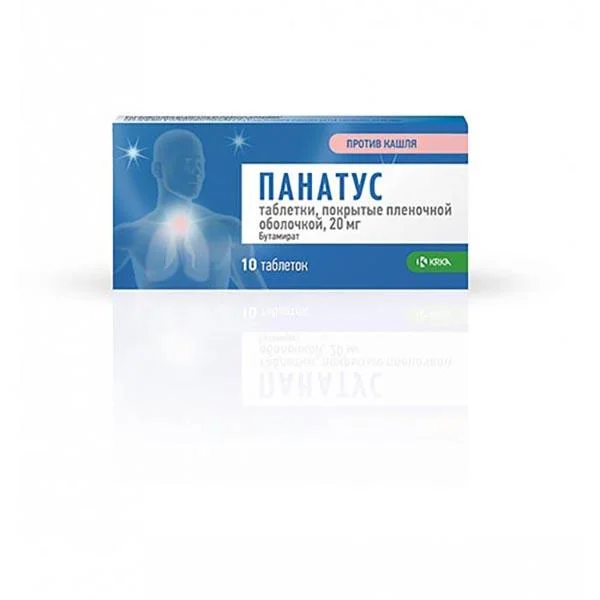 ПРОТИВ КАШЛЯ
ПАНАТУС
таблетки, покрытые пленочной
оболочкой, 20 мг
Бутамират
10 таблеток
KRKA